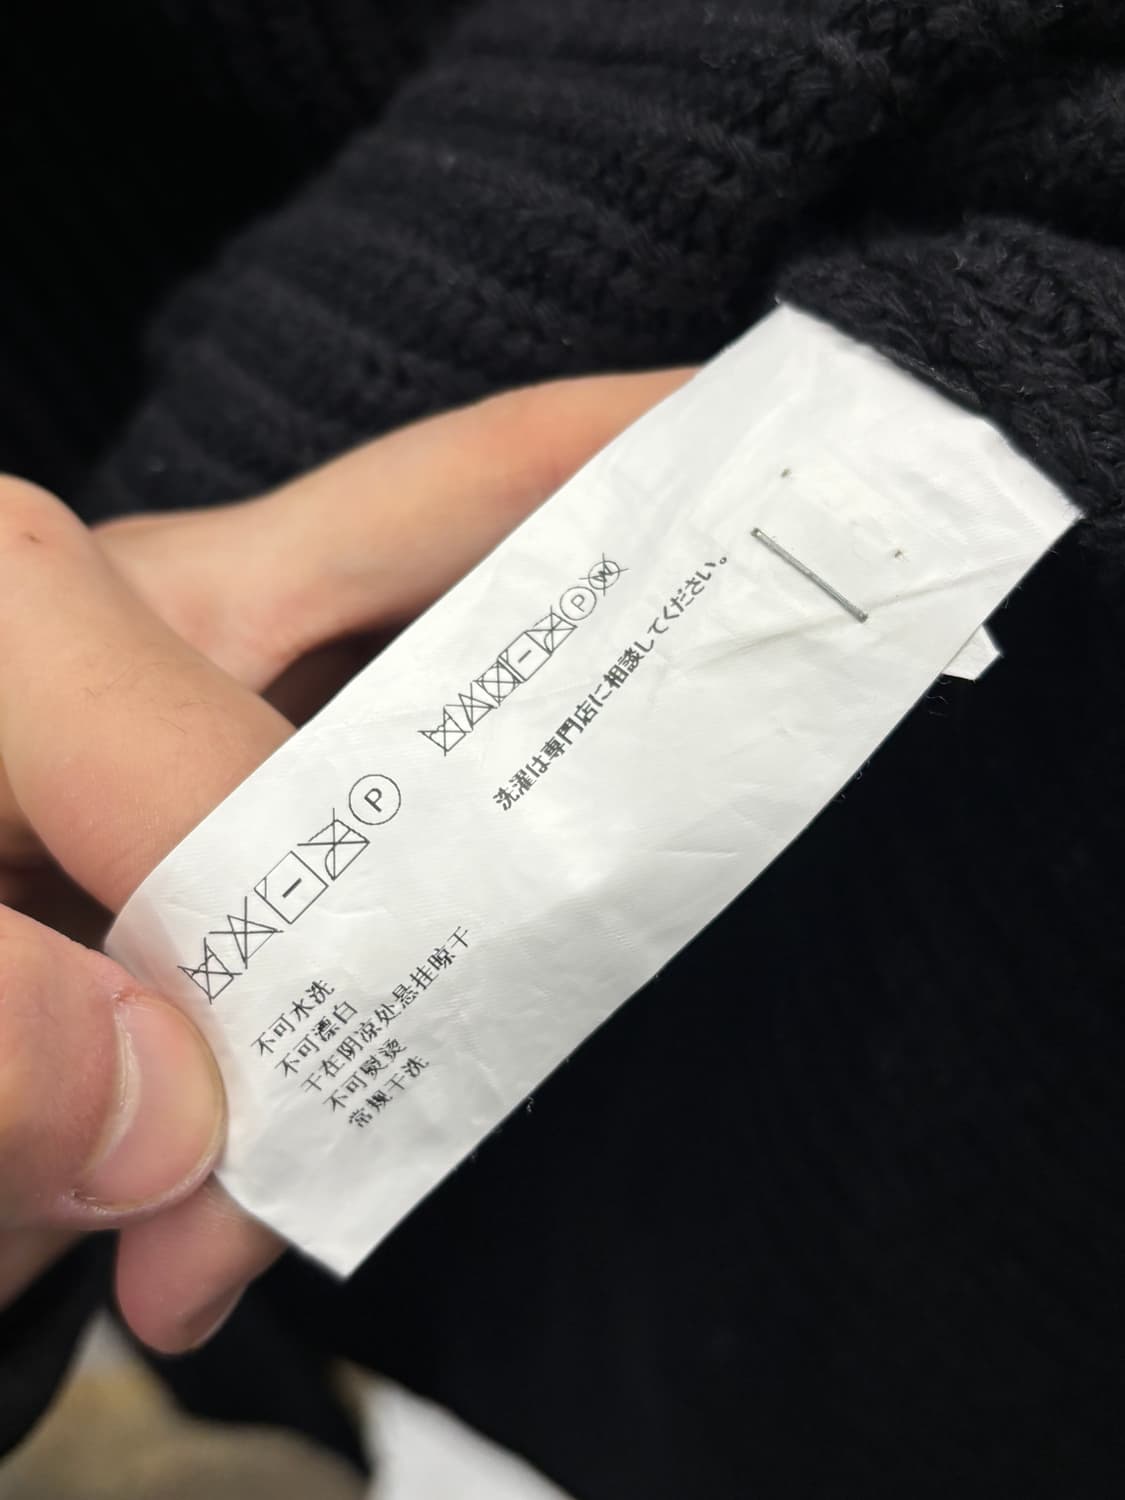 P W
洗濯は専門店に相談してください。
P
不可水洗
不可漂白
干在阴凉处悬挂晾干
不可熨烫
常规干洗